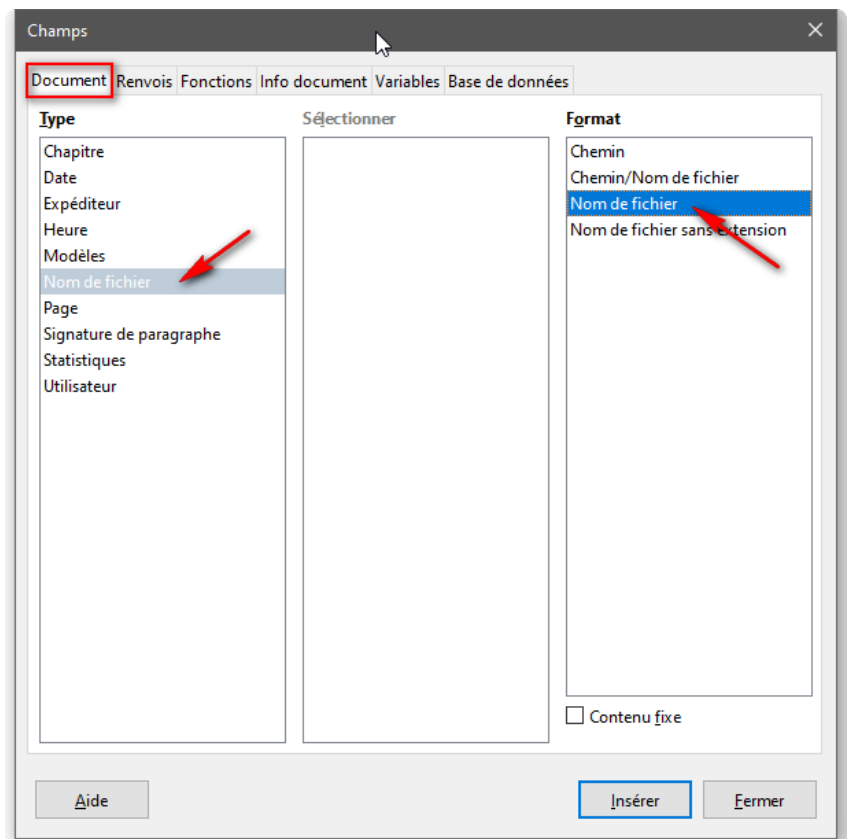 Champs
Document Renvois Fonctions Info document Variables Base de données
Type
Chapitre
Date
Expéditeur
Heure
Modèles
Nom de fichier
Page
Signature de paragraphe
Statistiques
Utilisateur
Sélectionner
Format
Chemin
Chemin/Nom de fichier
Nom de fichier
Nom de fichier sans extension
Contenu fixe
Aide
Insérer
Fermer